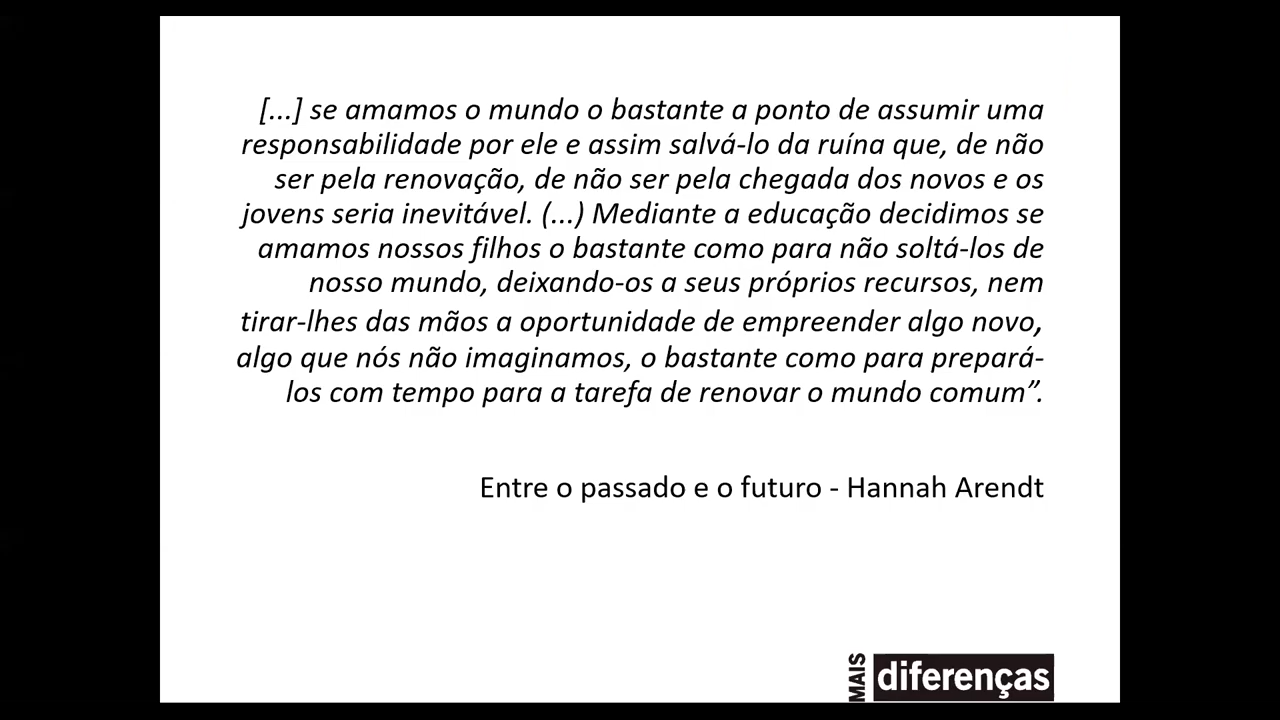 [...] se amamos o mundo o bastante a ponto de assumir uma
responsabilidade por ele e assim salvá-lo da ruína que, de não
ser pela renovação, de não ser pela chegada dos novos e os
jovens seria inevitável. (...) Mediante a educação decidimos se
amamos nossos filhos o bastante como para não soltá-los de
nosso mundo, deixando-os a seus próprios recursos, nem
tirar-lhes das mãos a oportunidade de empreender algo novo,
algo que nós não imaginamos, o bastante como para prepará-
los com tempo para a tarefa de renovar o mundo comum”.
Entre o passado e o futuro - Hannah Arendt
MAIS
diferenças